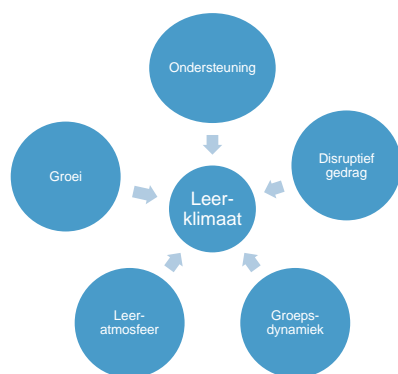 Ondersteuning
Disruptief
gedrag
Groei
Leer-
klimaat
Leer-
atmosfeer
Groeps-
dynamiek